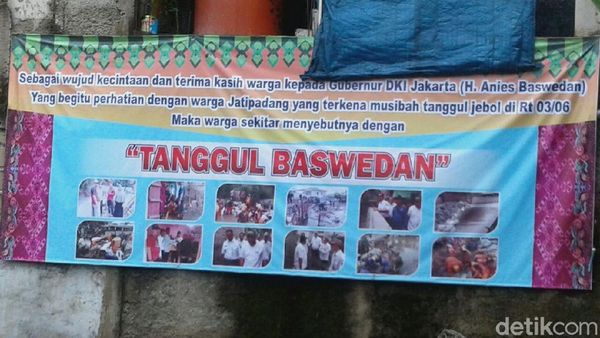 Sebagai wujud kecintaan dan terima kasih warga kepada Gubernur DKI Jakarta (H. Anies Baswedan)
Yang begitu perhatian dengan warga Jatipadang yang terkena musibah tanggul jebol di Rt 03/06
Maka warga sekitar menyebutnya dengan
"TANGGUL BASWEDAN"
detikcom